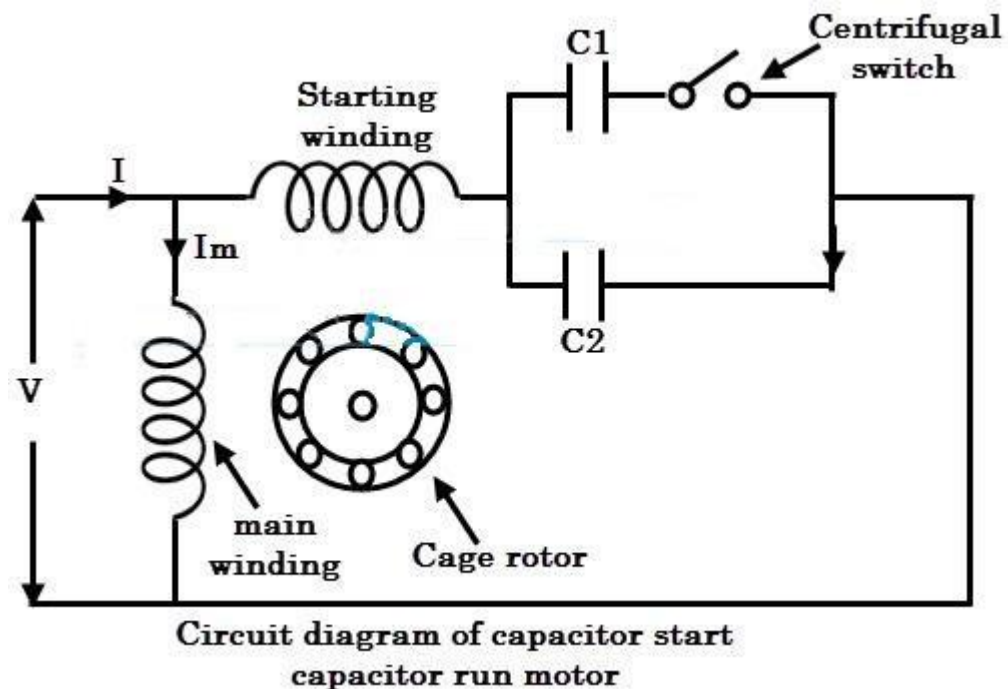 Centrifugal
switch
C1
Starting
winding
I
Im
C2
V
main
winding
Cage rotor
Circuit diagram of capacitor start
capacitor run motor